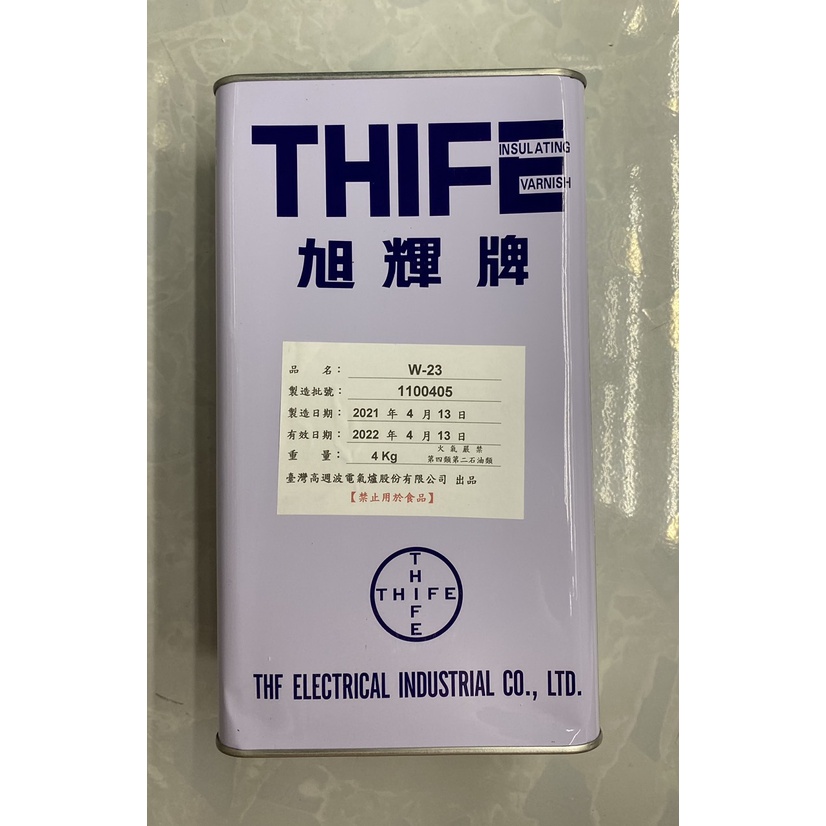 THIFE
INSULATING
VARNISH
旭輝牌
品　名： W-23
製造批號： 1100405
製造日期： 2021 年 4 月 13 日
有效日期： 2022 年 4 月 13 日
重　量： 4 Kg 火氣嚴禁
第四類第二石油類
臺灣高週波電氣爐股份有限公司 出品
【禁止用於食品】
THIFE
THIFE
THF ELECTRICAL INDUSTRIAL CO., LTD.